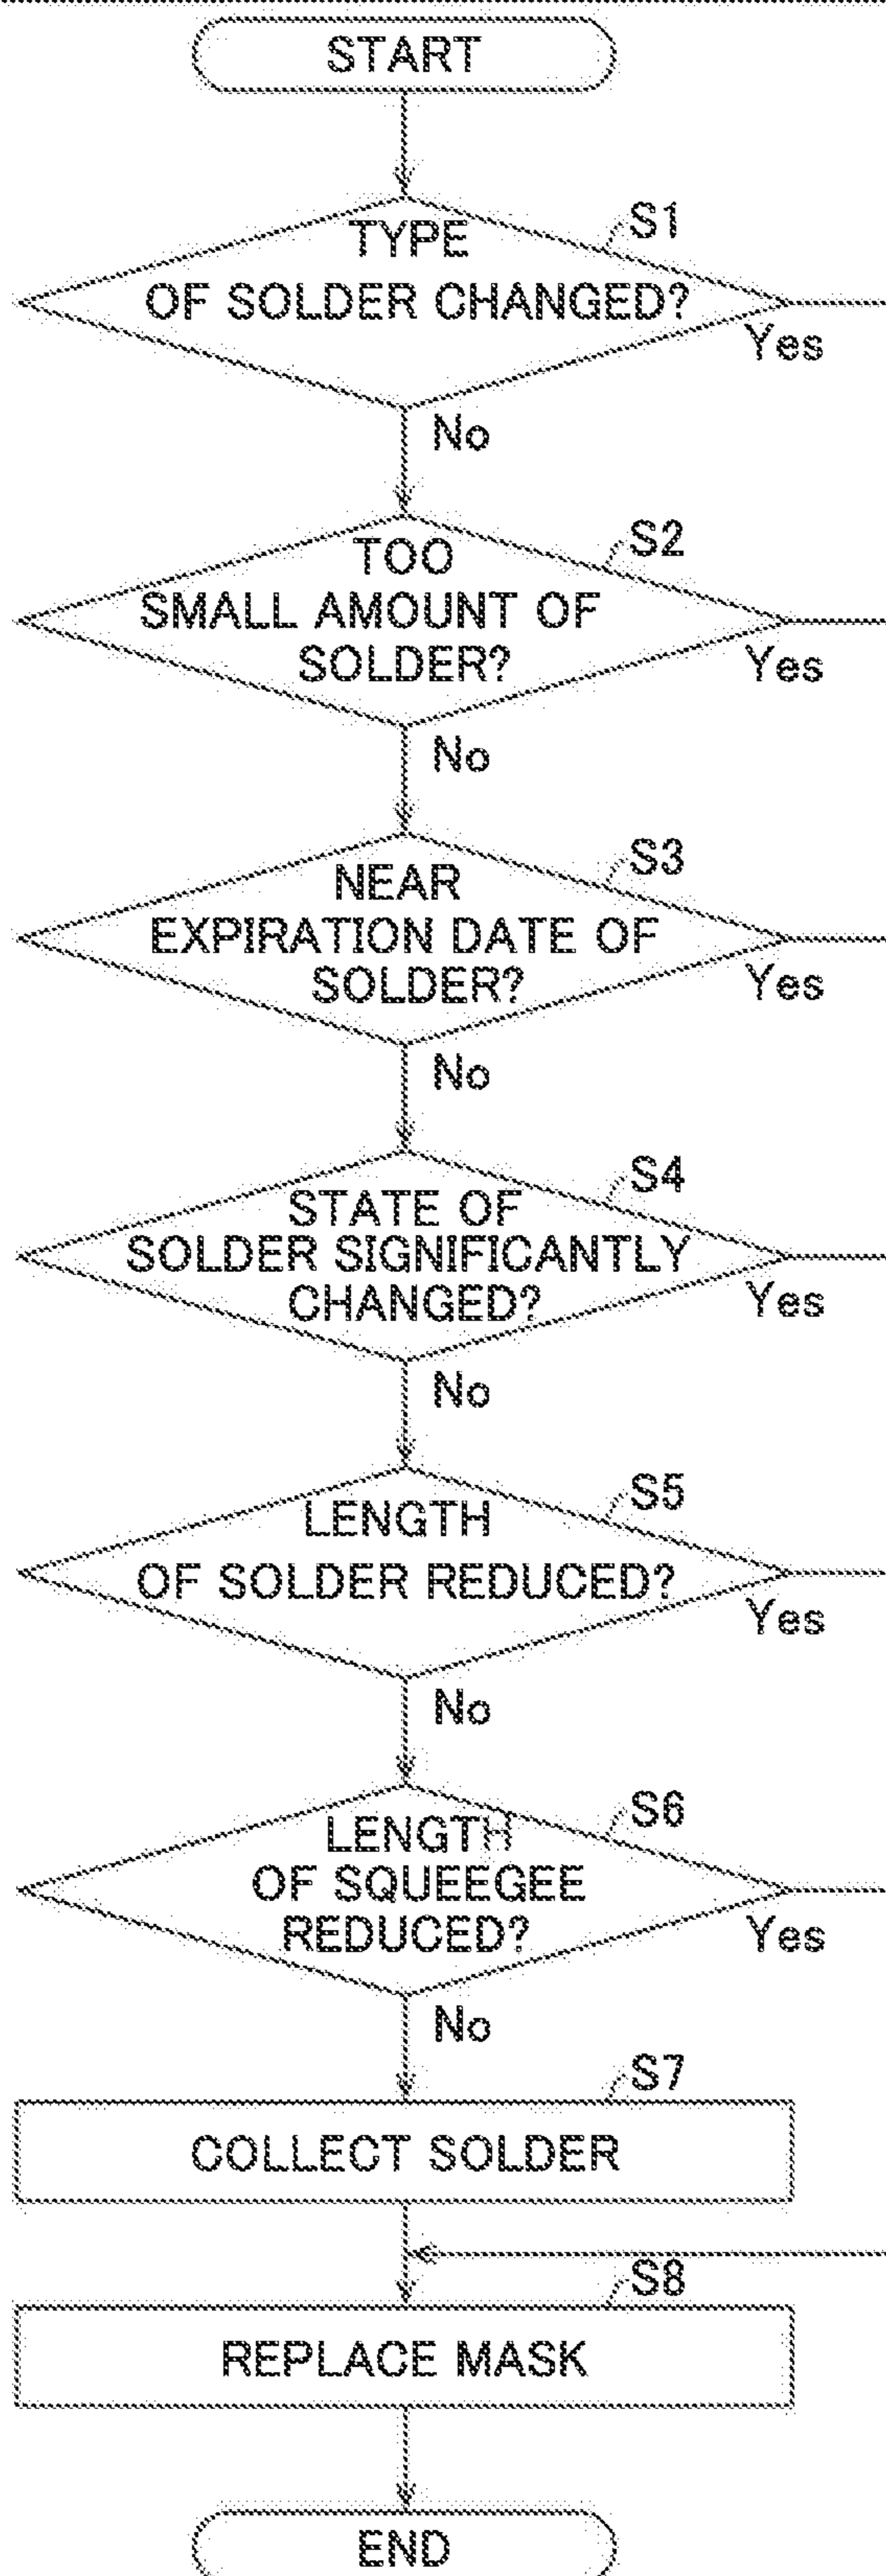 START
S1
TYPE
OF SOLDER CHANGED?
Yes
No
S2
TOO
SMALL AMOUNT OF
SOLDER?
Yes
No
S3
NEAR
EXPIRATION DATE OF
SOLDER?
Yes
No
S4
STATE OF
SOLDER SIGNIFICANTLY
CHANGED?
Yes
No
S5
LENGTH
OF SOLDER REDUCED?
Yes
No
S6
LENGTH
OF SQUEEGEE
REDUCED?
Yes
No
S7
COLLECT SOLDER
S8
REPLACE MASK
END